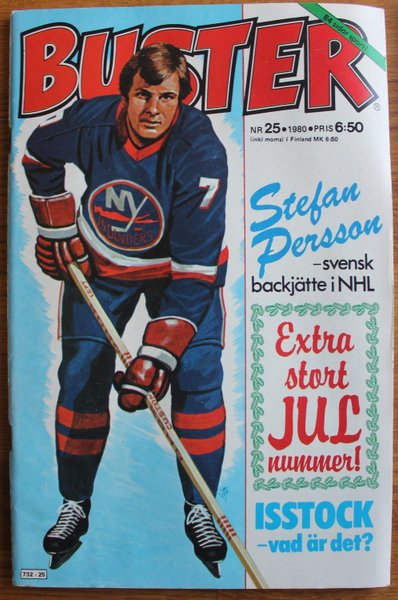 BUSTER
84 sidor sport!
NR 25 • 1980 • PRIS 6:50
(inkl moms) I Finland MK 6:50
7
NY
ISLANDERS
Stefan
Persson
–svensk
backjätte i NHL
Extra
stort
JUL
nummer!
ISSTOCK
–vad är det?
732-25